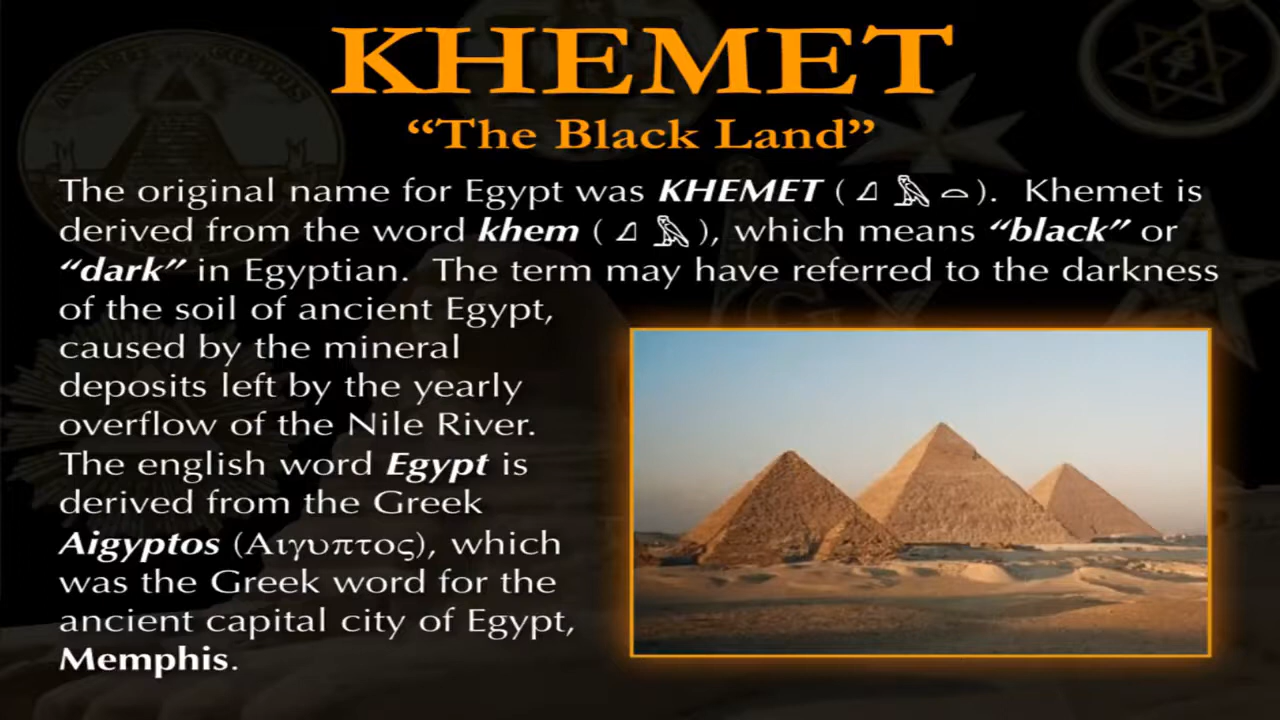 KHEMET
“The Black Land”
The original name for Egypt was KHEMET ( 𓈎 𓅓 𓏏 ). Khemet is
derived from the word khem ( 𓈎 𓅓 ), which means “black” or
“dark” in Egyptian. The term may have referred to the darkness
of the soil of ancient Egypt,
caused by the mineral
deposits left by the yearly
overflow of the Nile River.
The english word Egypt is
derived from the Greek
Aigyptos (Αιγυπτος), which
was the Greek word for the
ancient capital city of Egypt,
Memphis.
ANNUIT COEPTIS
G